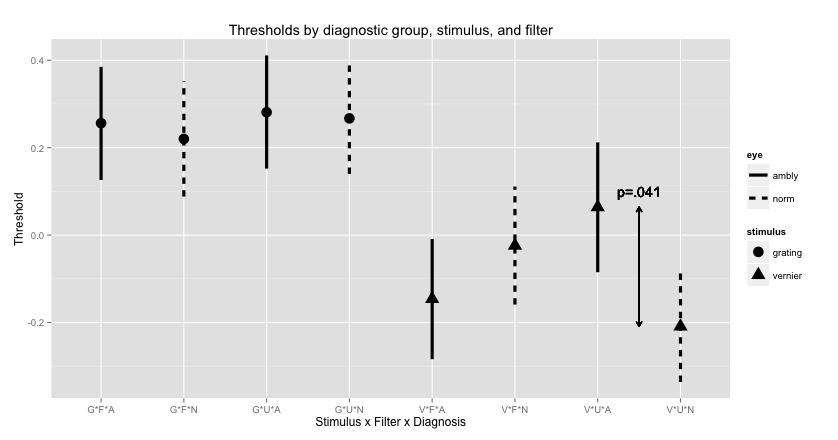 Thresholds by diagnostic group, stimulus, and filter
Threshold
0.4
0.2
0.0
-0.2
p=.041
G*F*A G*F*N G*U*A G*U*N V*F*A V*F*N V*U*A V*U*N
Stimulus x Filter x Diagnosis
eye
ambly
norm
stimulus
grating
vernier